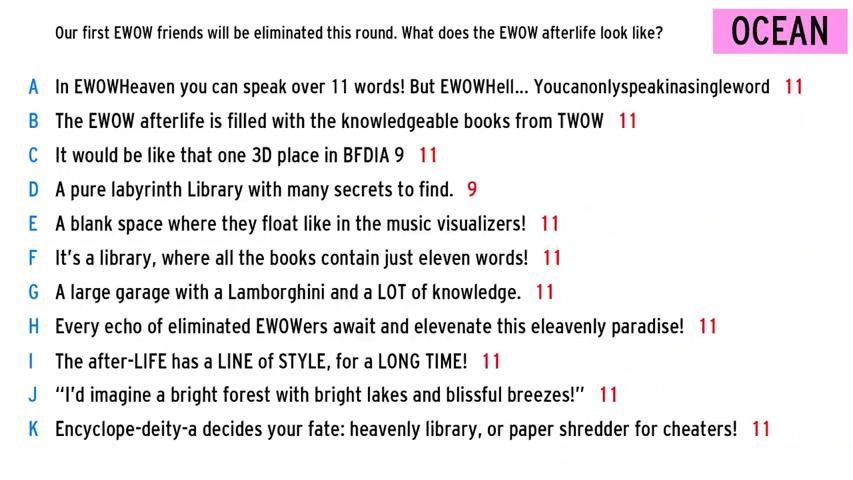 Our first EWOW friends will be eliminated this round. What does the EWOW afterlife look like?
OCEAN
A In EWOWHeaven you can speak over 11 words! But EWOWHell... Youcanonlyspeakinasingleword 11
B The EWOW afterlife is filled with the knowledgeable books from TWOW 11
C It would be like that one 3D place in BFDIA 9 11
D A pure labyrinth Library with many secrets to find. 9
E A blank space where they float like in the music visualizers! 11
F It's a library, where all the books contain just eleven words! 11
G A large garage with a Lamborghini and a LOT of knowledge. 11
H Every echo of eliminated EWOWers await and elevenate this eleavenly paradise! 11
I The after-LIFE has a LINE of STYLE, for a LONG TIME! 11
J “I'd imagine a bright forest with bright lakes and blissful breezes!” 11
K Encyclope-deity-a decides your fate: heavenly library, or paper shredder for cheaters! 11